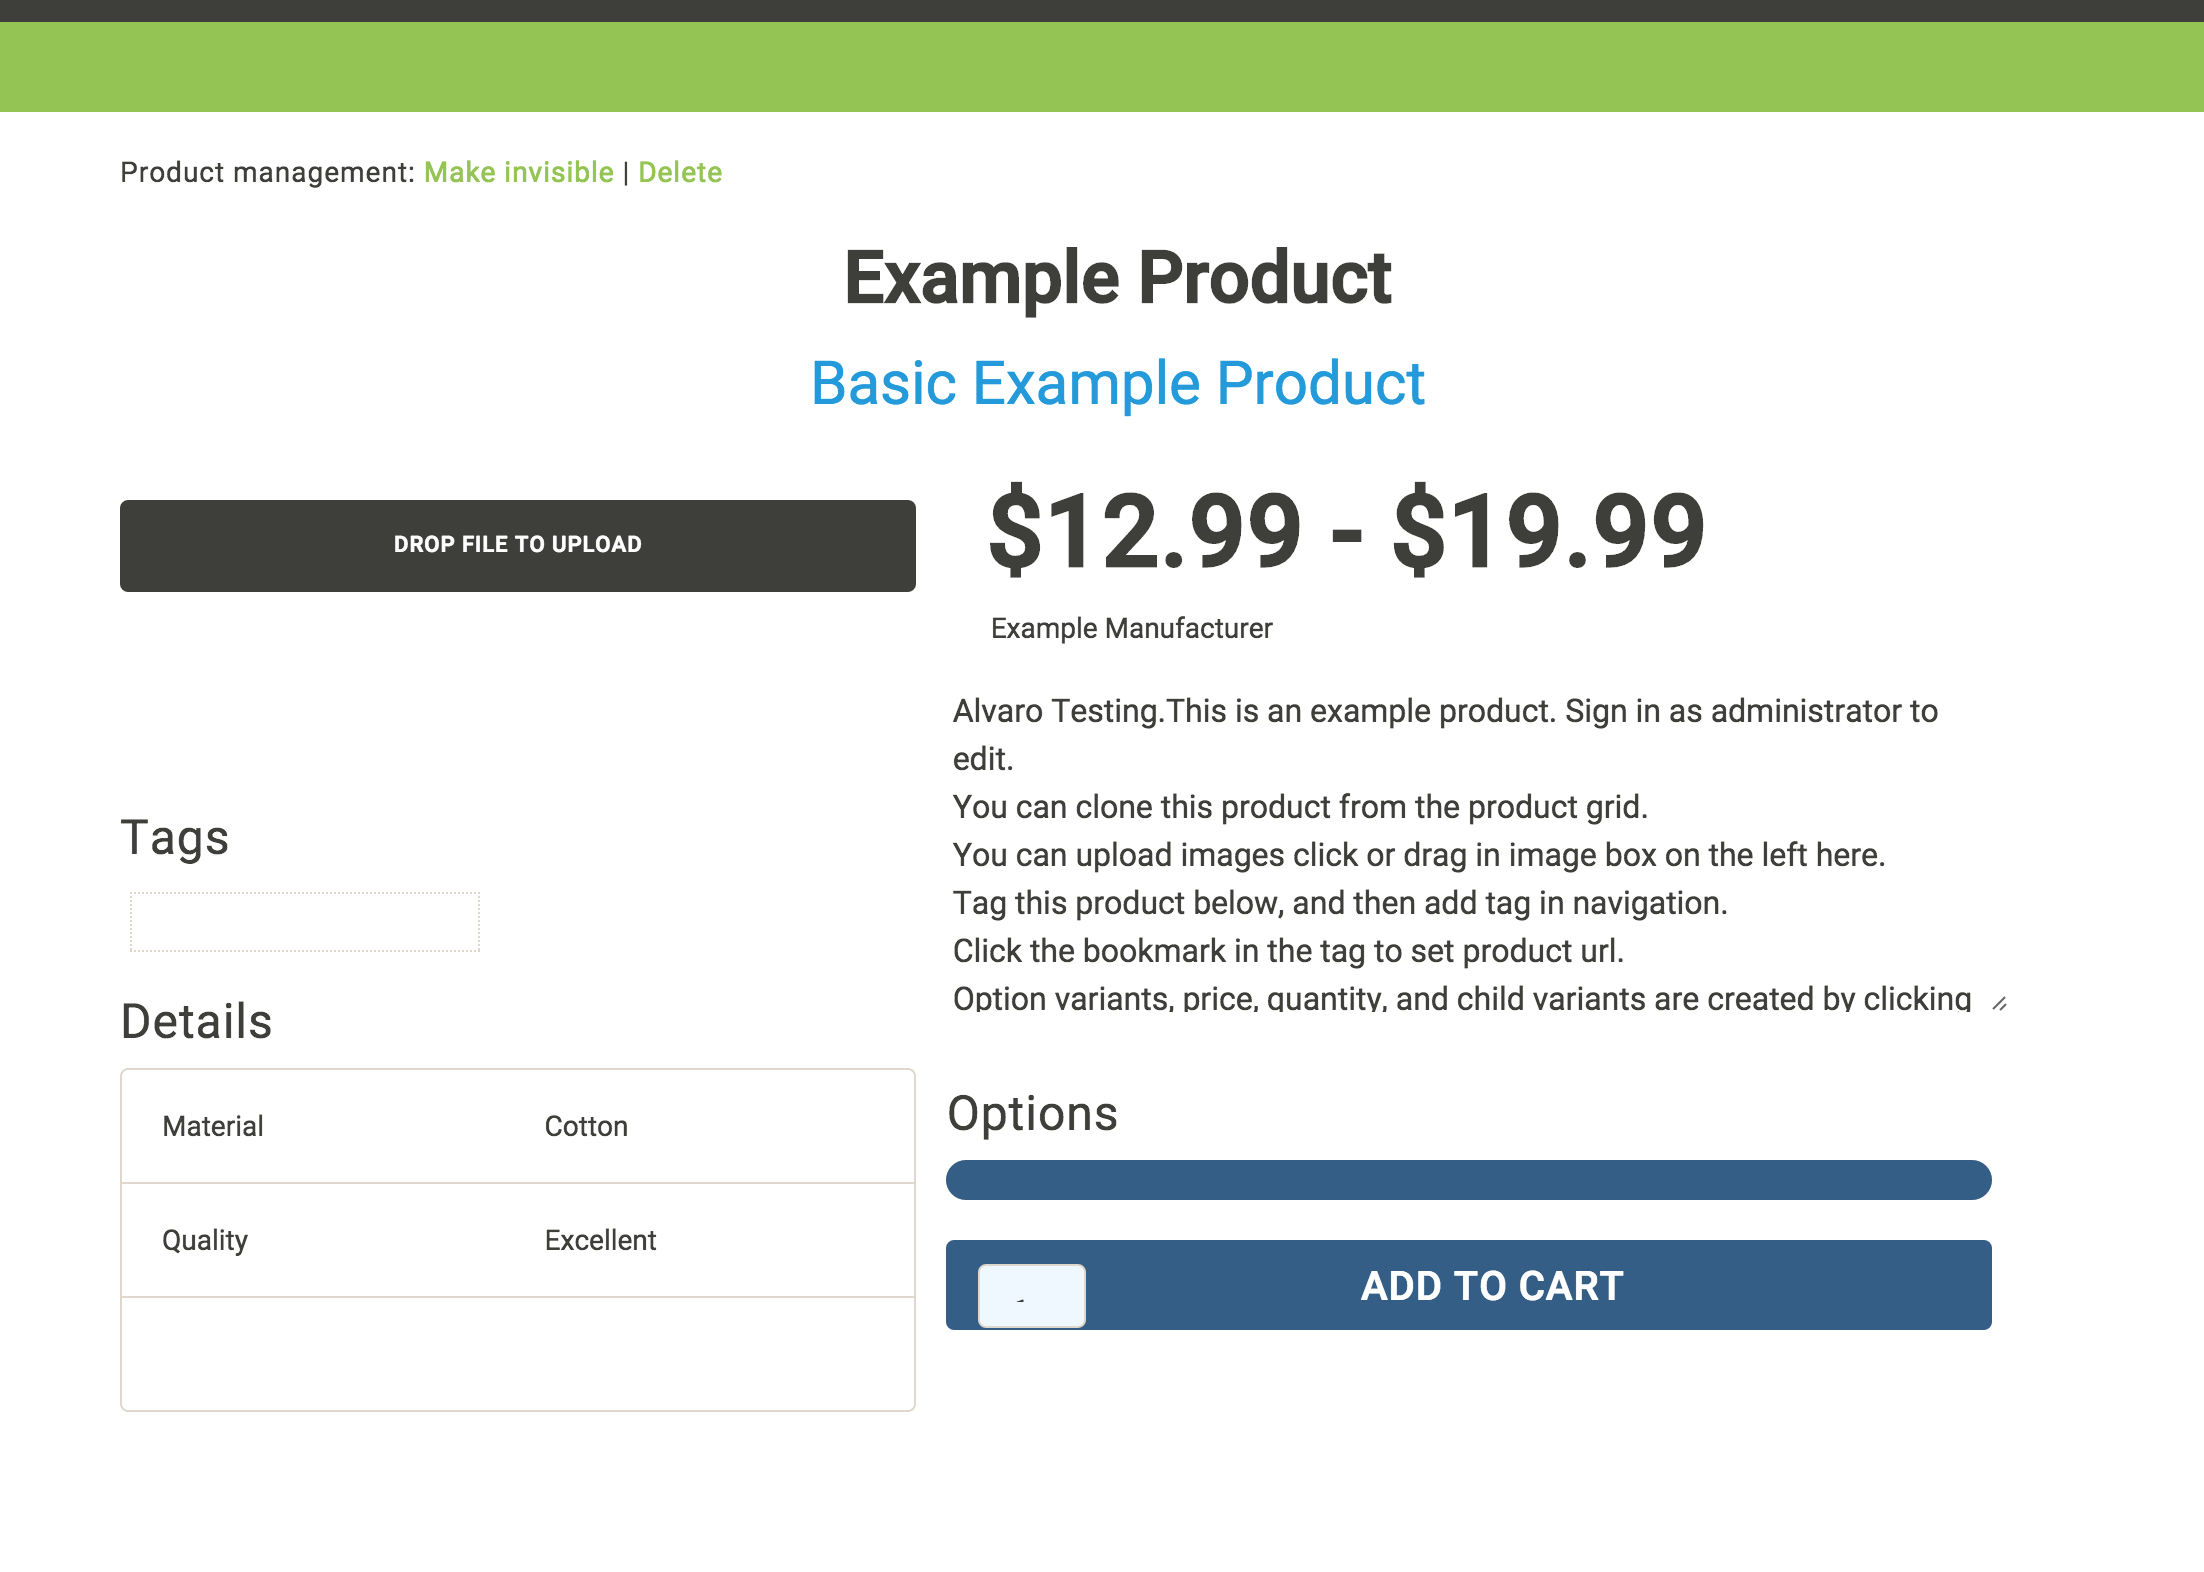 Product management: Make invisible | Delete
Example Product
Basic Example Product
DROP FILE TO UPLOAD
$12.99 - $19.99
Example Manufacturer
Alvaro Testing.This is an example product. Sign in as administrator to
edit.
You can clone this product from the product grid.
You can upload images click or drag in image box on the left here.
Tag this product below, and then add tag in navigation.
Click the bookmark in the tag to set product url.
Option variants, price, quantity, and child variants are created by clicking
Tags
Details
Material Cotton
Quality Excellent
Options
ADD TO CART